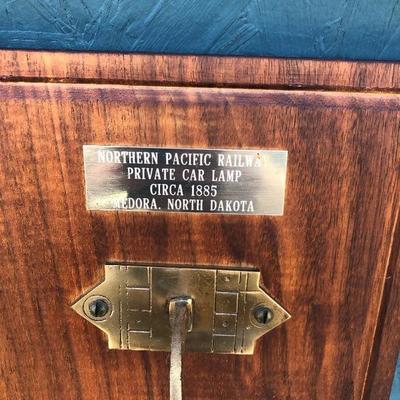 NORTHERN PACIFIC RAILWAY
PRIVATE CAR LAMP
CIRCA 1885
MEDORA, NORTH DAKOTA